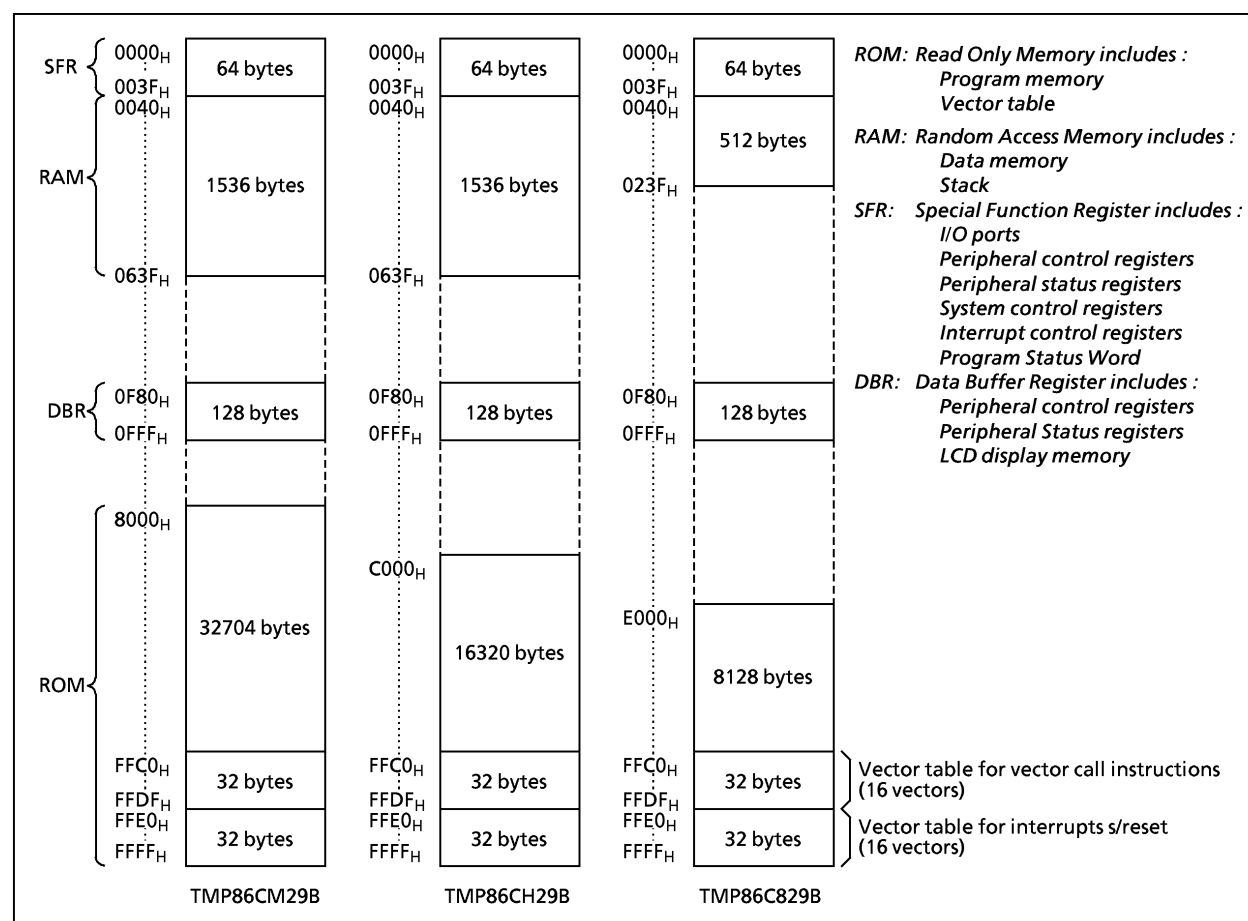 SFR
RAM
DBR
ROM
0000H
003FH
0040H
063FH
0F80H
0FFFH
8000H
FFC0H
FFDFH
FFE0H
FFFFH
64 bytes
1536 bytes
128 bytes
32704 bytes
32 bytes
32 bytes
TMP86CM29B
0000H
003FH
0040H
063FH
0F80H
0FFFH
C000H
FFC0H
FFDFH
FFE0H
FFFFH
64 bytes
1536 bytes
128 bytes
16320 bytes
32 bytes
32 bytes
TMP86CH29B
0000H
003FH
0040H
023FH
0F80H
0FFFH
E000H
FFC0H
FFDFH
FFE0H
FFFFH
64 bytes
512 bytes
128 bytes
8128 bytes
32 bytes
32 bytes
TMP86C829B
ROM: Read Only Memory includes :
Program memory
Vector table
RAM: Random Access Memory includes :
Data memory
Stack
SFR: Special Function Register includes :
I/O ports
Peripheral control registers
Peripheral status registers
System control registers
Interrupt control registers
Program Status Word
DBR: Data Buffer Register includes :
Peripheral control registers
Peripheral Status registers
LCD display memory
Vector table for vector call instructions
(16 vectors)
Vector table for interrupts s/reset
(16 vectors)